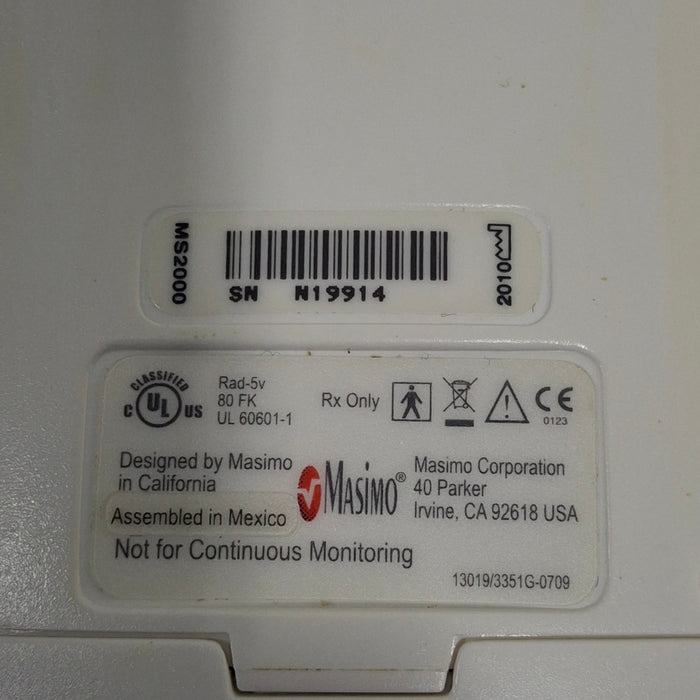 MS2000
SN N19914
2010
CLASSIFIED
C UL US
Rad-5v
80 FK
UL 60601-1
Rx Only
CE
0123
Designed by Masimo
in California
Assembled in Mexico
Masimo®
Masimo Corporation
40 Parker
Irvine, CA 92618 USA
Not for Continuous Monitoring
13019/3351G-0709